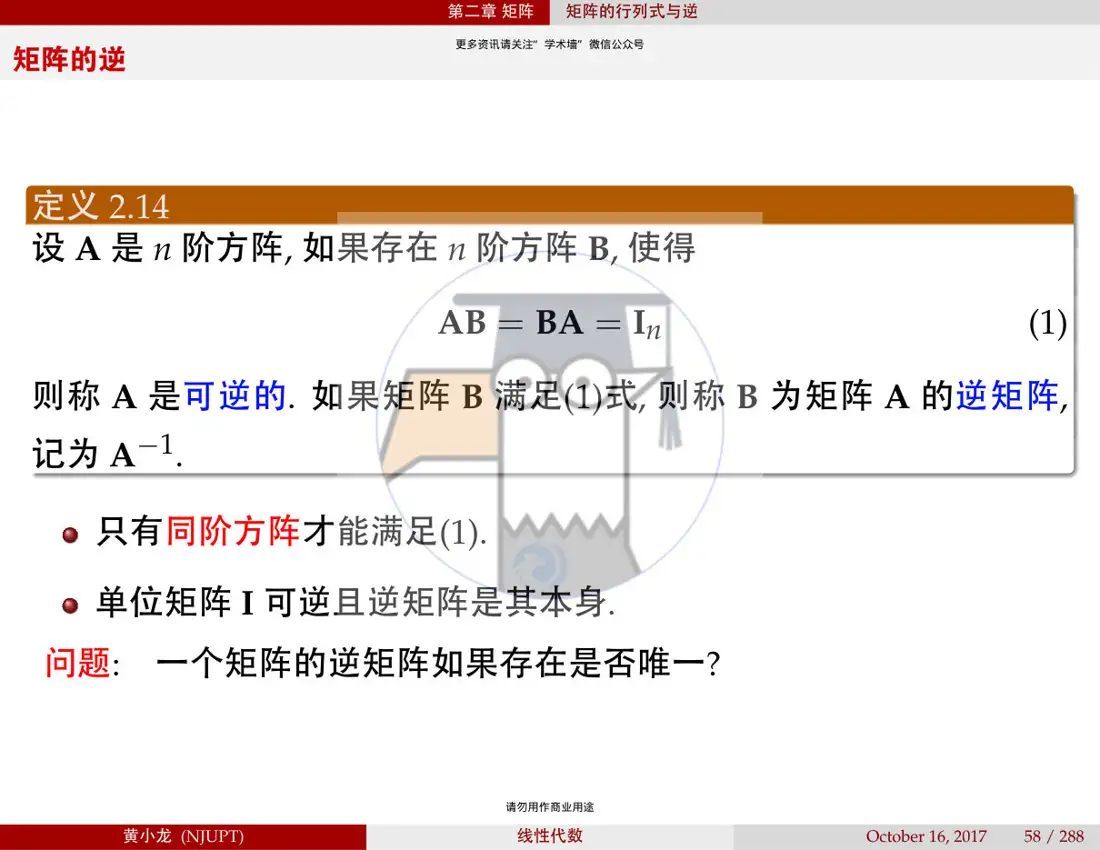 第二章 矩阵 矩阵的行列式与逆
更多资讯请关注“学术墙”微信公众号
矩阵的逆
定义 2.14
设 A 是 n 阶方阵, 如果存在 n 阶方阵 B, 使得
AB = BA = Iₙ (1)
则称 A 是可逆的. 如果矩阵 B 满足(1)式, 则称 B 为矩阵 A 的逆矩阵,
记为 A⁻¹.
只有同阶方阵才能满足(1).
单位矩阵 I 可逆且逆矩阵是其本身.
问题: 一个矩阵的逆矩阵如果存在是否唯一?
请勿用作商业用途
黄小龙 (NJUPT) 线性代数 October 16, 2017 58 / 288